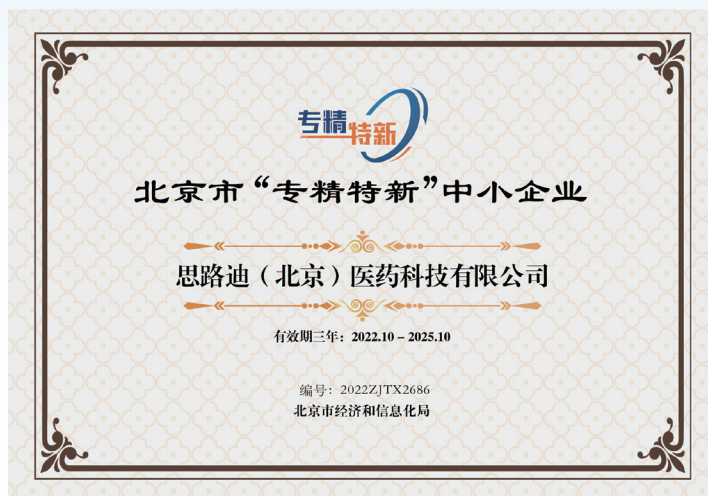 专精特新
北京市“专精特新”中小企业
思路迪（北京）医药科技有限公司
有效期三年：2022.10－2025.10
编号：2022ZJTX2686
北京市经济和信息化局